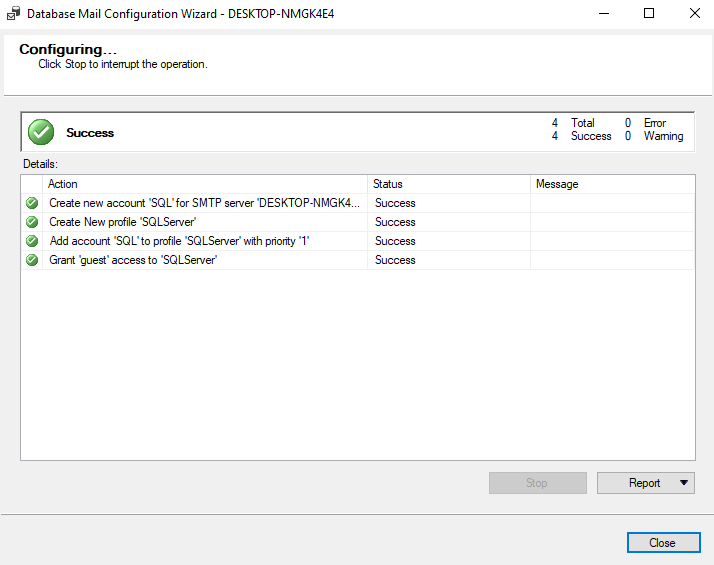 Database Mail Configuration Wizard - DESKTOP-NMGK4E4
Configuring...
Click Stop to interrupt the operation.
Success
4 Total 0 Error
4 Success 0 Warning
Details:
Action Status Message
Create new account 'SQL' for SMTP server 'DESKTOP-NMGK4... Success
Create New profile 'SQLServer' Success
Add account 'SQL' to profile 'SQLServer' with priority '1' Success
Grant 'guest' access to 'SQLServer' Success
Stop Report
Close